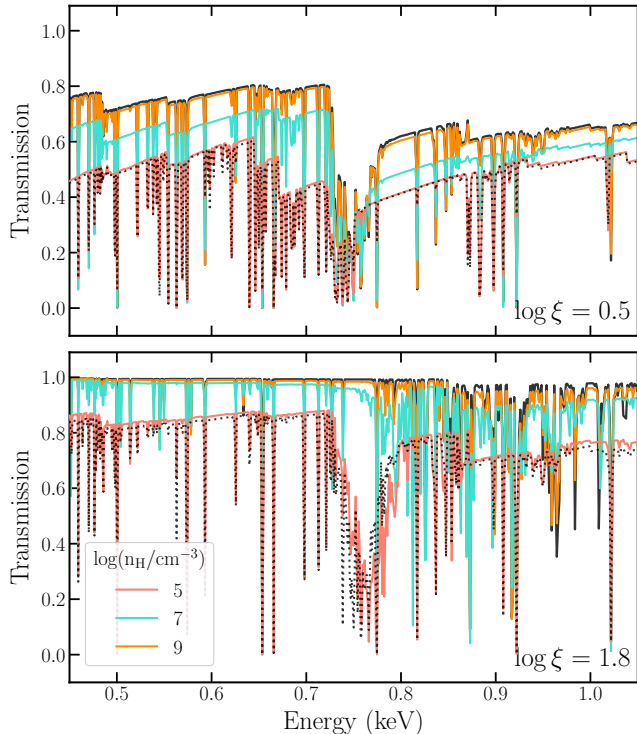 1.0
0.8
0.6
0.4
0.2
0.0
Transmission
log ξ = 0.5
1.0
0.8
0.6
0.4
0.2
0.0
Transmission
log(n_H/cm⁻³)
5
7
9
log ξ = 1.8
0.5 0.6 0.7 0.8 0.9 1.0
Energy (keV)